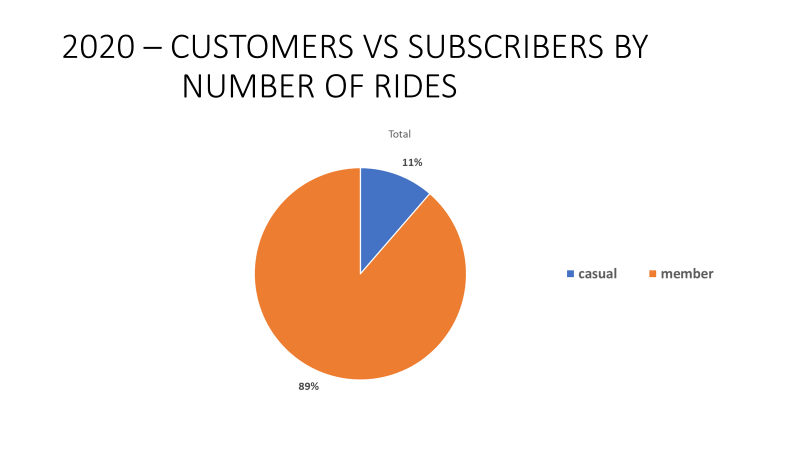 2020 – CUSTOMERS VS SUBSCRIBERS BY
NUMBER OF RIDES
Total
11%
casual member
89%